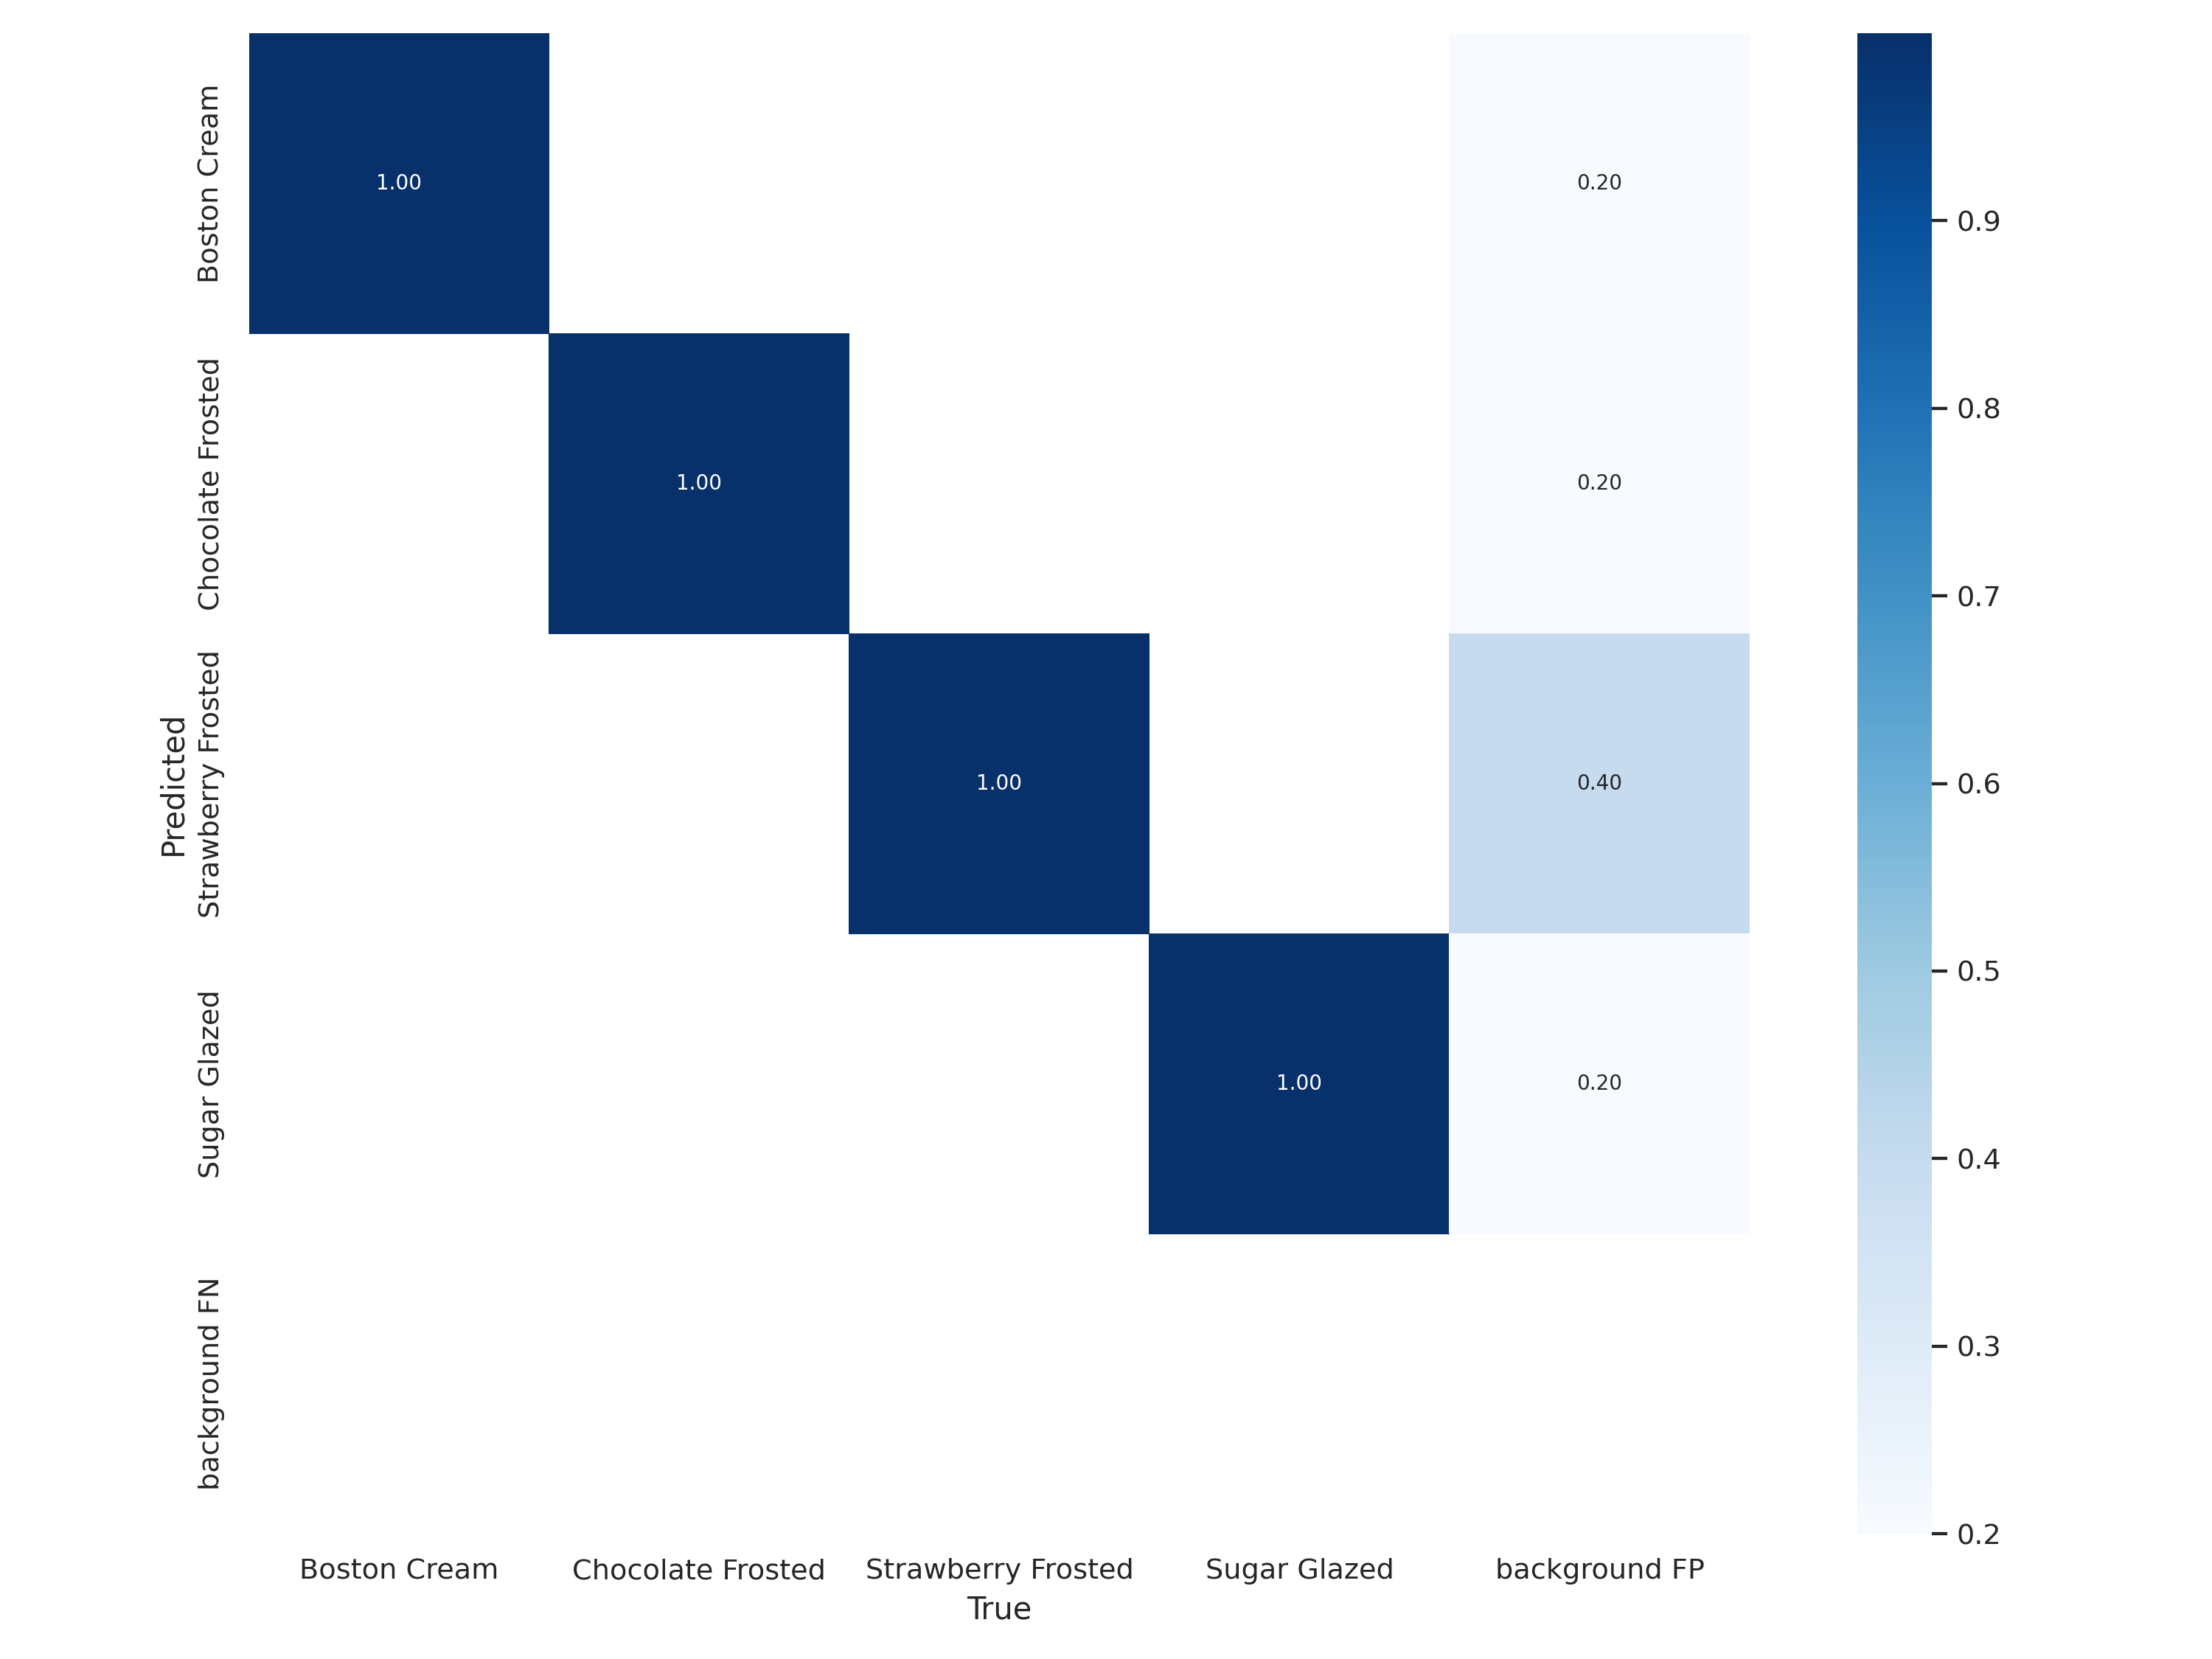 Predicted
Boston Cream
1.00
0.20
Chocolate Frosted
1.00
0.20
Strawberry Frosted
1.00
0.40
Sugar Glazed
1.00
0.20
background FN
Boston Cream
Chocolate Frosted
Strawberry Frosted
Sugar Glazed
background FP
True
0.9
0.8
0.7
0.6
0.5
0.4
0.3
0.2